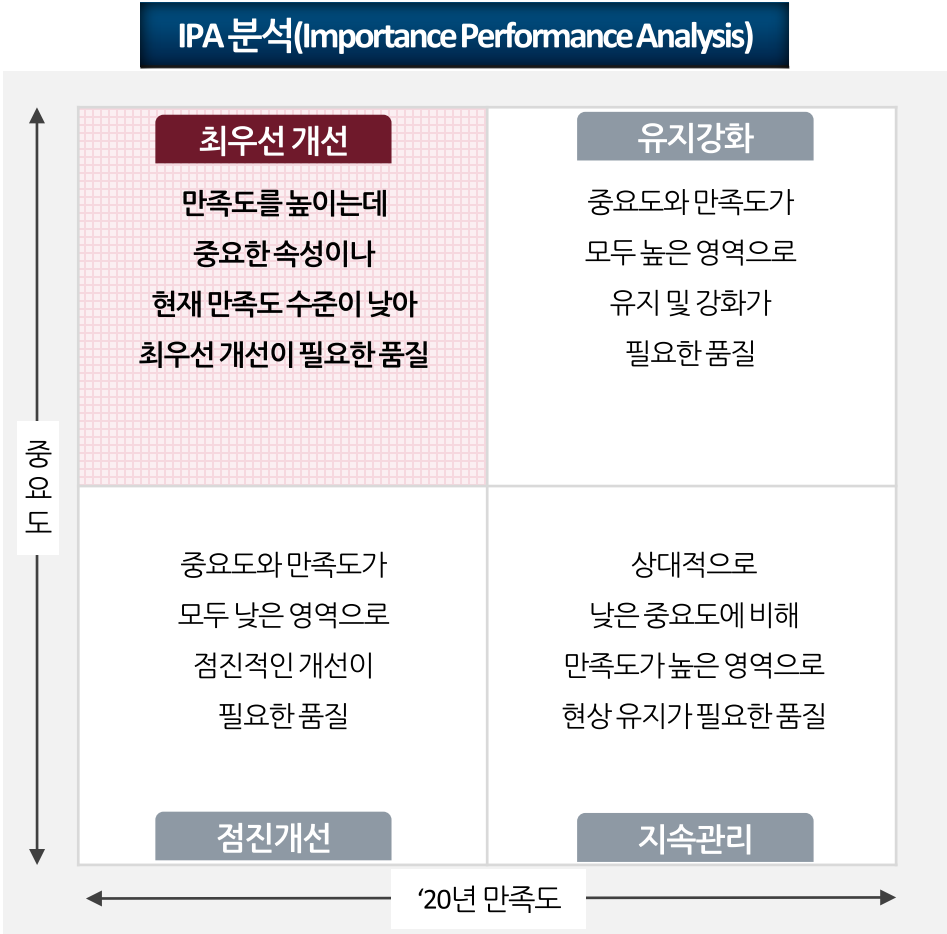 IPA 분석(Importance Performance Analysis)
최우선 개선
만족도를 높이는데
중요한 속성이나
현재 만족도 수준이 낮아
최우선 개선이 필요한 품질
유지강화
중요도와 만족도가
모두 높은 영역으로
유지 및 강화가
필요한 품질
중요도
중요도와 만족도가
모두 낮은 영역으로
점진적인 개선이
필요한 품질
점진개선
상대적으로
낮은 중요도에 비해
만족도가 높은 영역으로
현상 유지가 필요한 품질
지속관리
‘20년 만족도